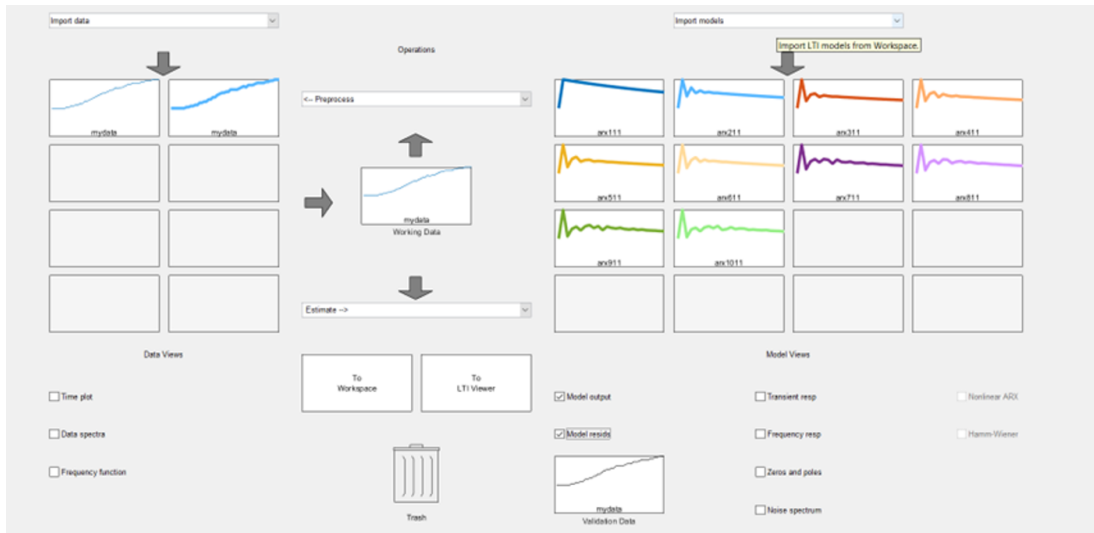 Import data
Import models
Operations
Import LTI models from Workspace.
<-- Preprocess
mydata
mydata
arx111
arx211
arx311
arx411
mydata
Working Data
arx511
arx611
arx711
arx811
arx911
arx1011
Estimate -->
Data Views
Model Views
To
Workspace
To
LTI Viewer
Time plot
Model output
Transient resp
Nonlinear ARX
Data spectra
Model resids
Frequency resp
Hamm-Wiener
Frequency function
Zeros and poles
mydata
Noise spectrum
Trash
Validation Data